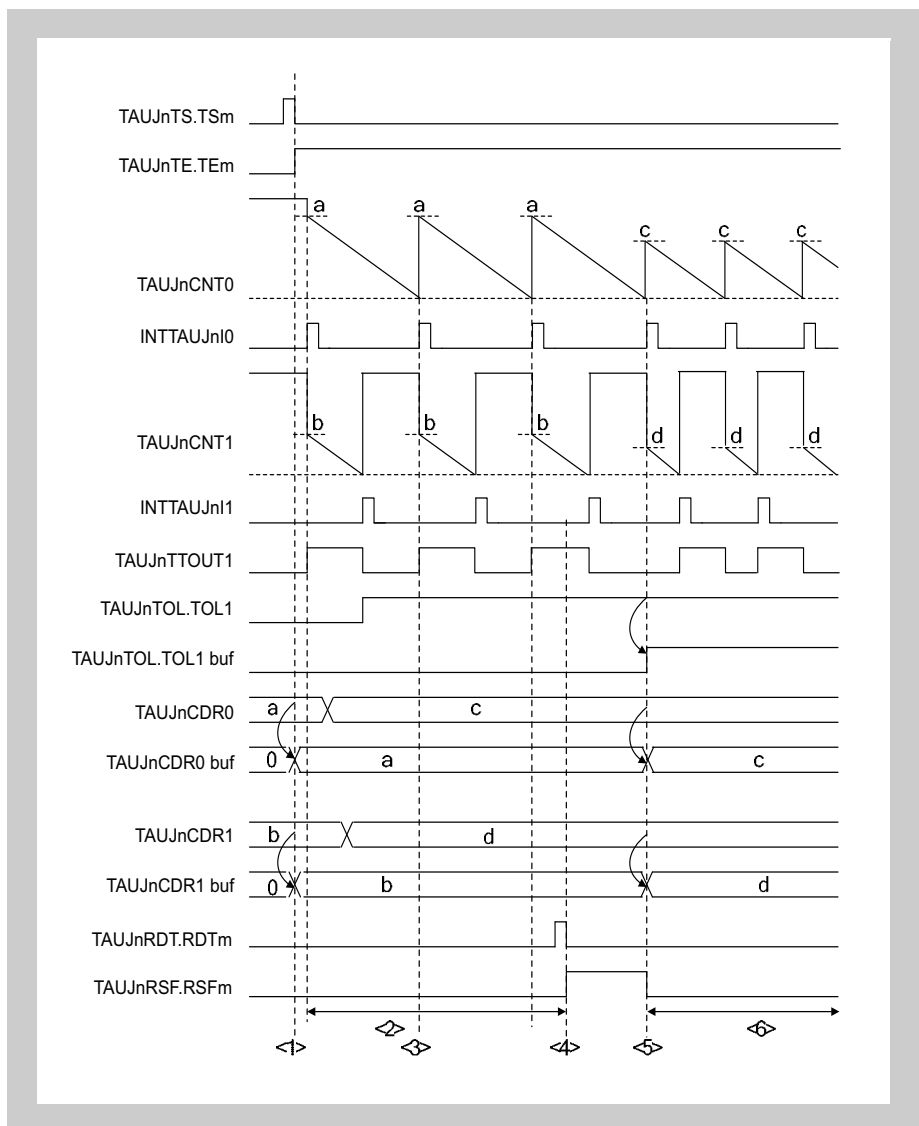 TAUJnTS.TSm
TAUJnTE.TEm
a a a
c c c
TAUJnCNT0
INTTAUJnI0
b b b
d d d
TAUJnCNT1
INTTAUJnI1
TAUJnTTOUT1
TAUJnTOL.TOL1
TAUJnTOL.TOL1 buf
TAUJnCDR0 a c
TAUJnCDR0 buf 0 a c
TAUJnCDR1 b d
TAUJnCDR1 buf 0 b d
TAUJnRDT.RDTm
TAUJnRSF.RSFm
<2> <6>
<1> <3> <4> <5>